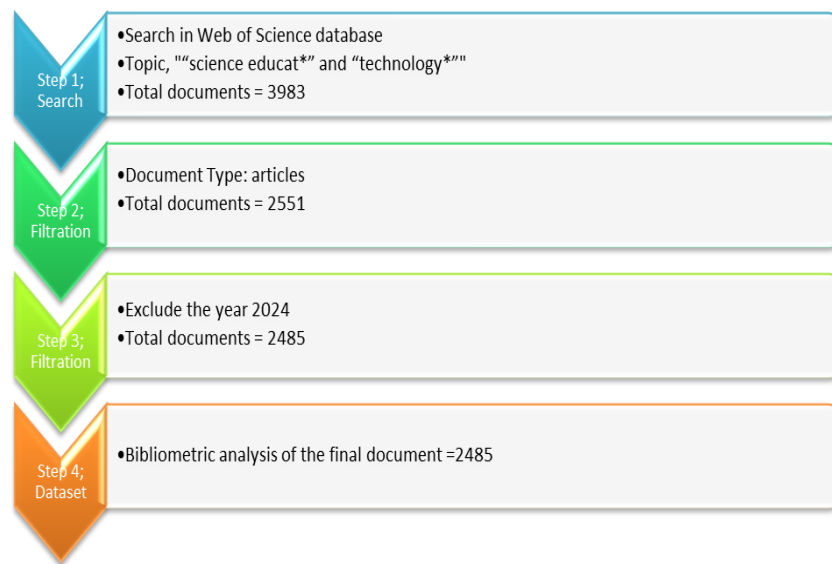 Step 1;
Search
•Search in Web of Science database
•Topic, "“science educat*” and “technology*”"
•Total documents = 3983
Step 2;
Filtration
•Document Type: articles
•Total documents = 2551
Step 3;
Filtration
•Exclude the year 2024
•Total documents = 2485
Step 4;
Dataset
•Bibliometric analysis of the final document =2485